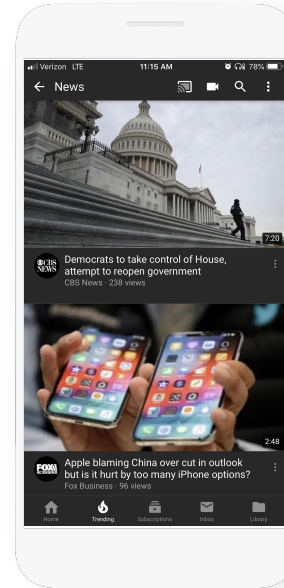 Verizon LTE 11:15 AM 78%
News
7:20
CBS NEWS
Democrats to take control of House,
attempt to reopen government
CBS News · 238 views
2:48
FOX BUSINESS
Apple blaming China over cut in outlook
but is it hurt by too many iPhone options?
Fox Business · 96 views
Home Trending Subscriptions Inbox Library